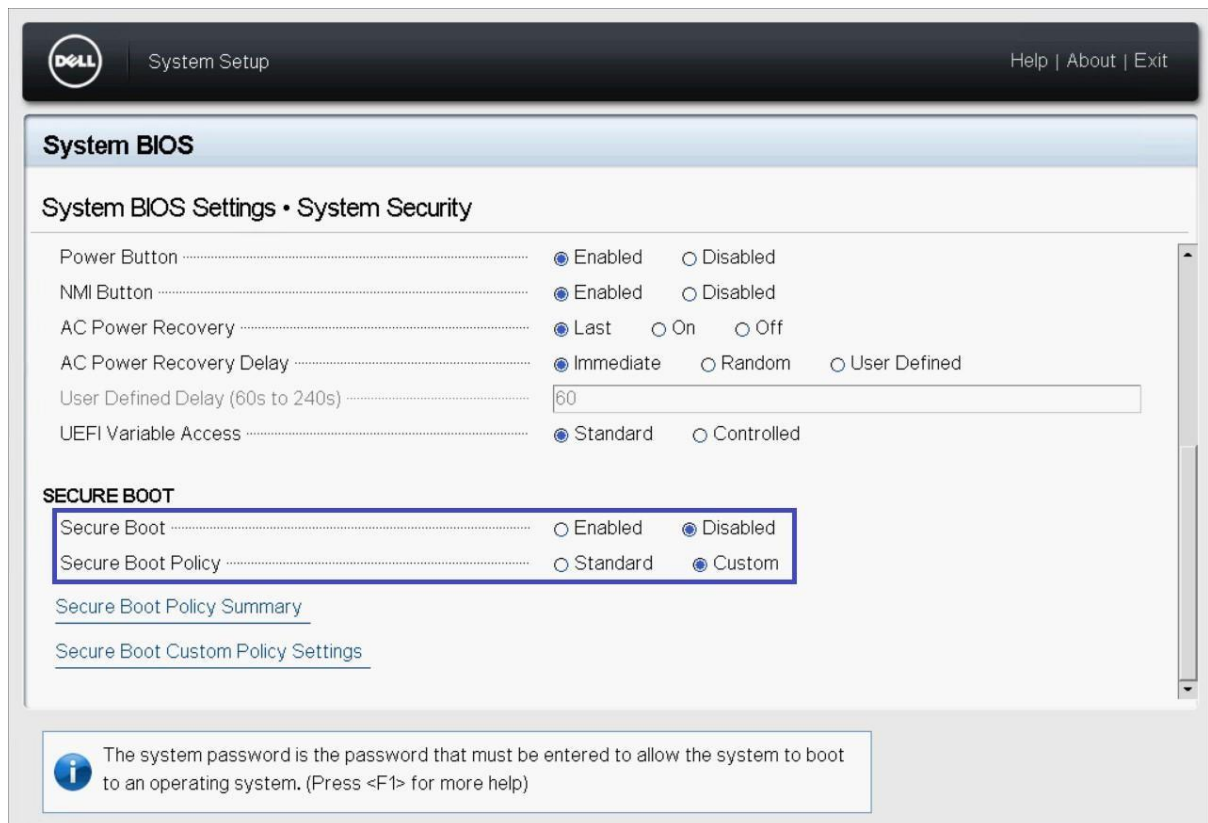 DELL System Setup Help | About | Exit
System BIOS
System BIOS Settings • System Security
Power Button Enabled Disabled
NMI Button Enabled Disabled
AC Power Recovery Last On Off
AC Power Recovery Delay Immediate Random User Defined
User Defined Delay (60s to 240s) 60
UEFI Variable Access Standard Controlled
SECURE BOOT
Secure Boot Enabled Disabled
Secure Boot Policy Standard Custom
Secure Boot Policy Summary
Secure Boot Custom Policy Settings
The system password is the password that must be entered to allow the system to boot
to an operating system. (Press <F1> for more help)